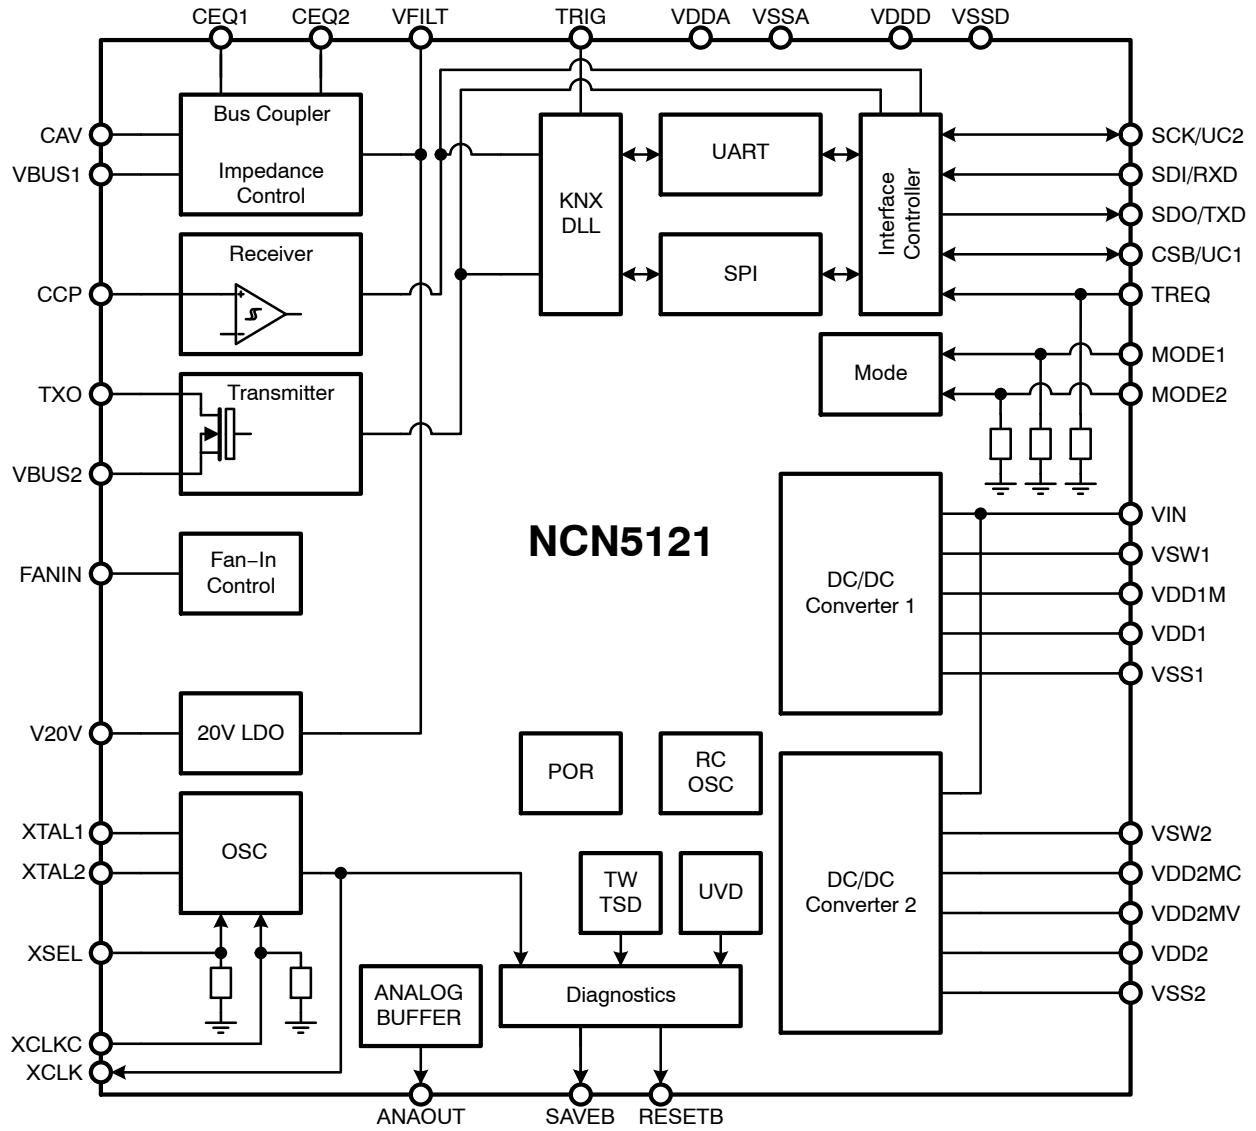 CEQ1
CEQ2
VFILT
TRIG
VDDA
VSSA
VDDD
VSSD
CAV
VBUS1
CCP
TXO
VBUS2
FANIN
V20V
XTAL1
XTAL2
XSEL
XCLKC
XCLK
Bus Coupler
Impedance
Control
Receiver
+
Transmitter
Fan-In
Control
20V LDO
OSC
KNX
DLL
UART
SPI
Interface
Controller
Mode
NCN5121
DC/DC
Converter 1
POR
RC
OSC
TW
TSD
UVD
DC/DC
Converter 2
ANALOG
BUFFER
Diagnostics
SCK/UC2
SDI/RXD
SDO/TXD
CSB/UC1
TREQ
MODE1
MODE2
VIN
VSW1
VDD1M
VDD1
VSS1
VSW2
VDD2MC
VDD2MV
VDD2
VSS2
ANAOUT
SAVEB
RESETB